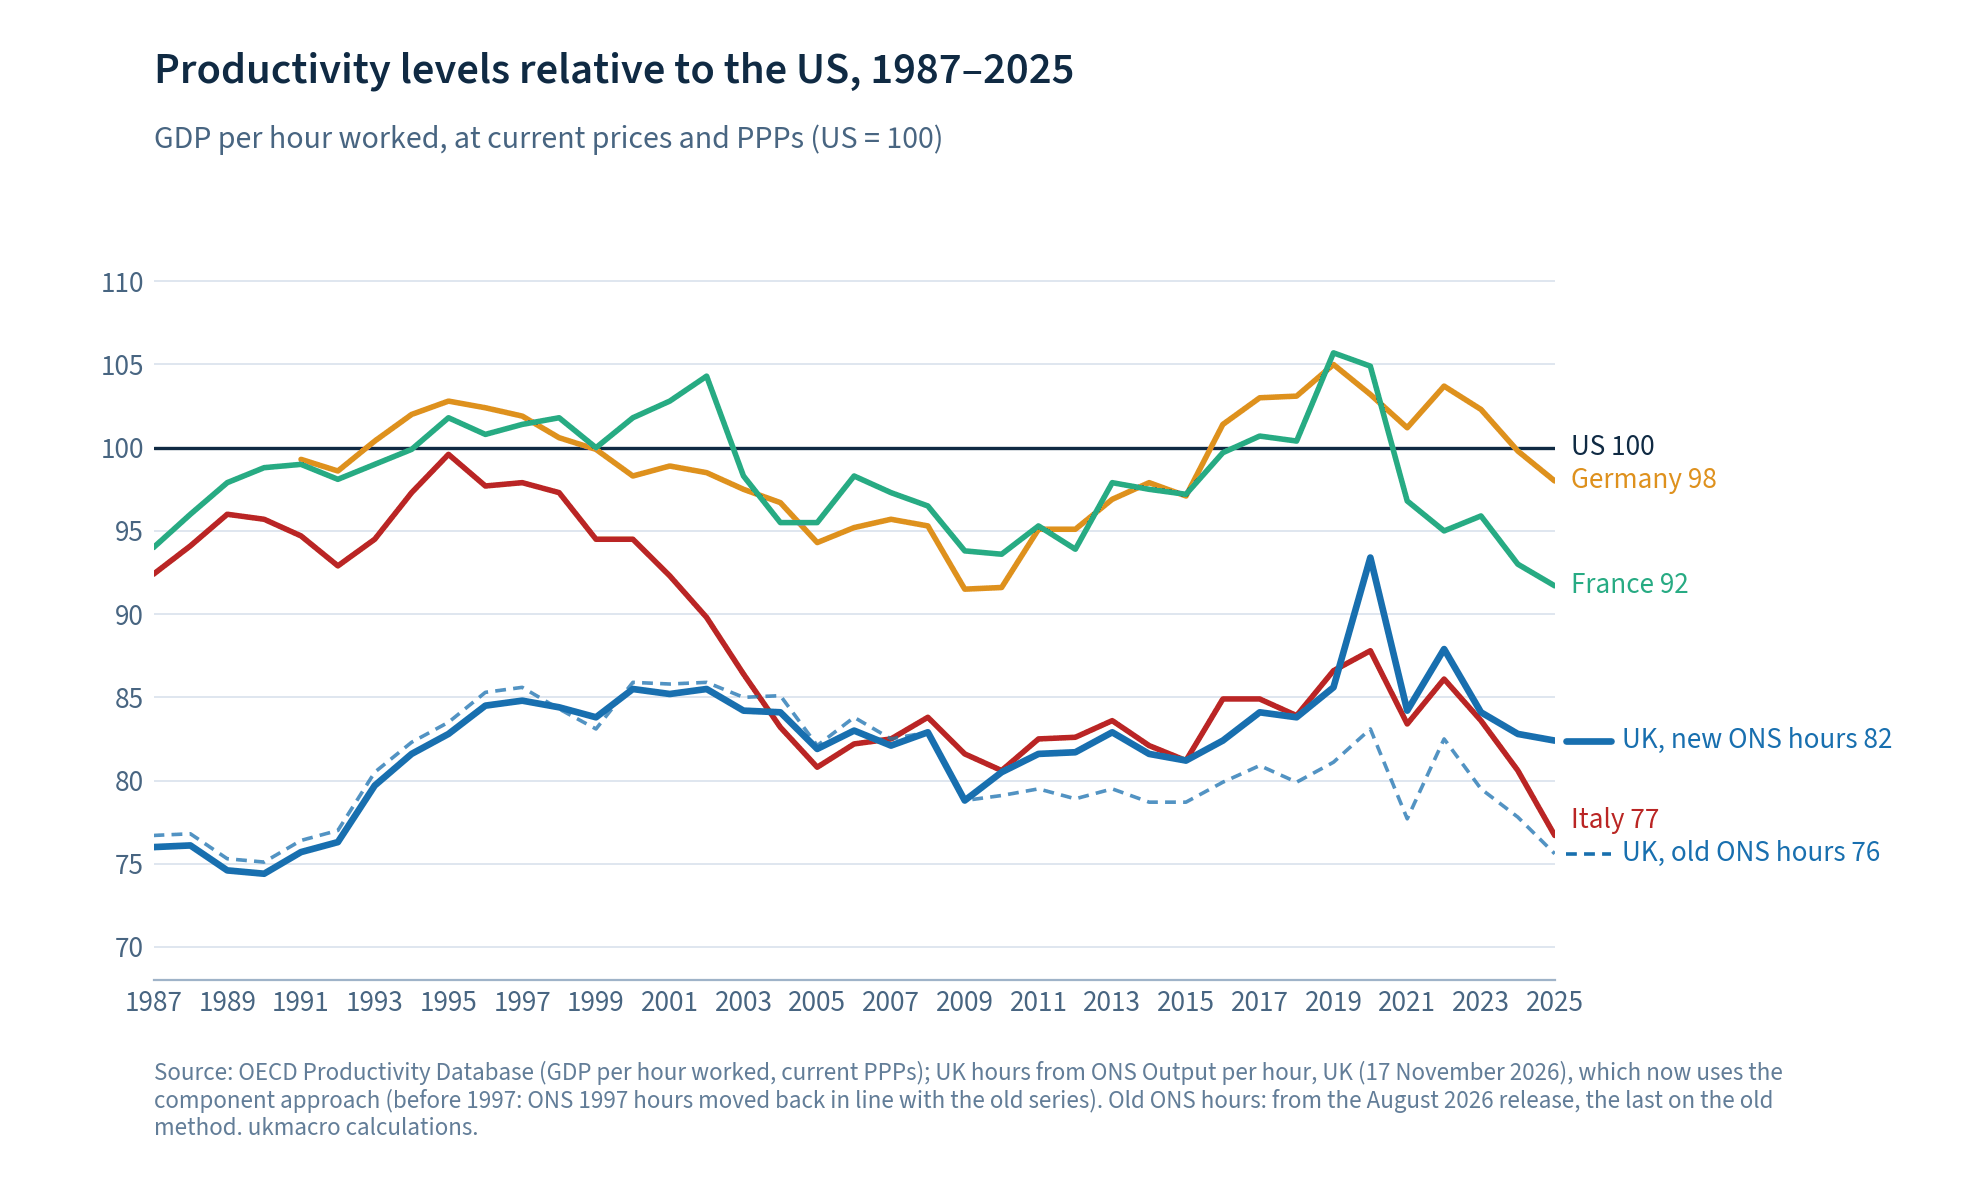 Productivity levels relative to the US, 1987–2025
GDP per hour worked, at current prices and PPPs (US = 100)
110
105
100
95
90
85
80
75
70
US 100
Germany 98
France 92
UK, new ONS hours 82
Italy 77
UK, old ONS hours 76
1987 1989 1991 1993 1995 1997 1999 2001 2003 2005 2007 2009 2011 2013 2015 2017 2019 2021 2023 2025
Source: OECD Productivity Database (GDP per hour worked, current PPPs); UK hours from ONS Output per hour, UK (17 November 2026), which now uses the
component approach (before 1997: ONS 1997 hours moved back in line with the old series). Old ONS hours: from the August 2026 release, the last on the old
method. ukmacro calculations.